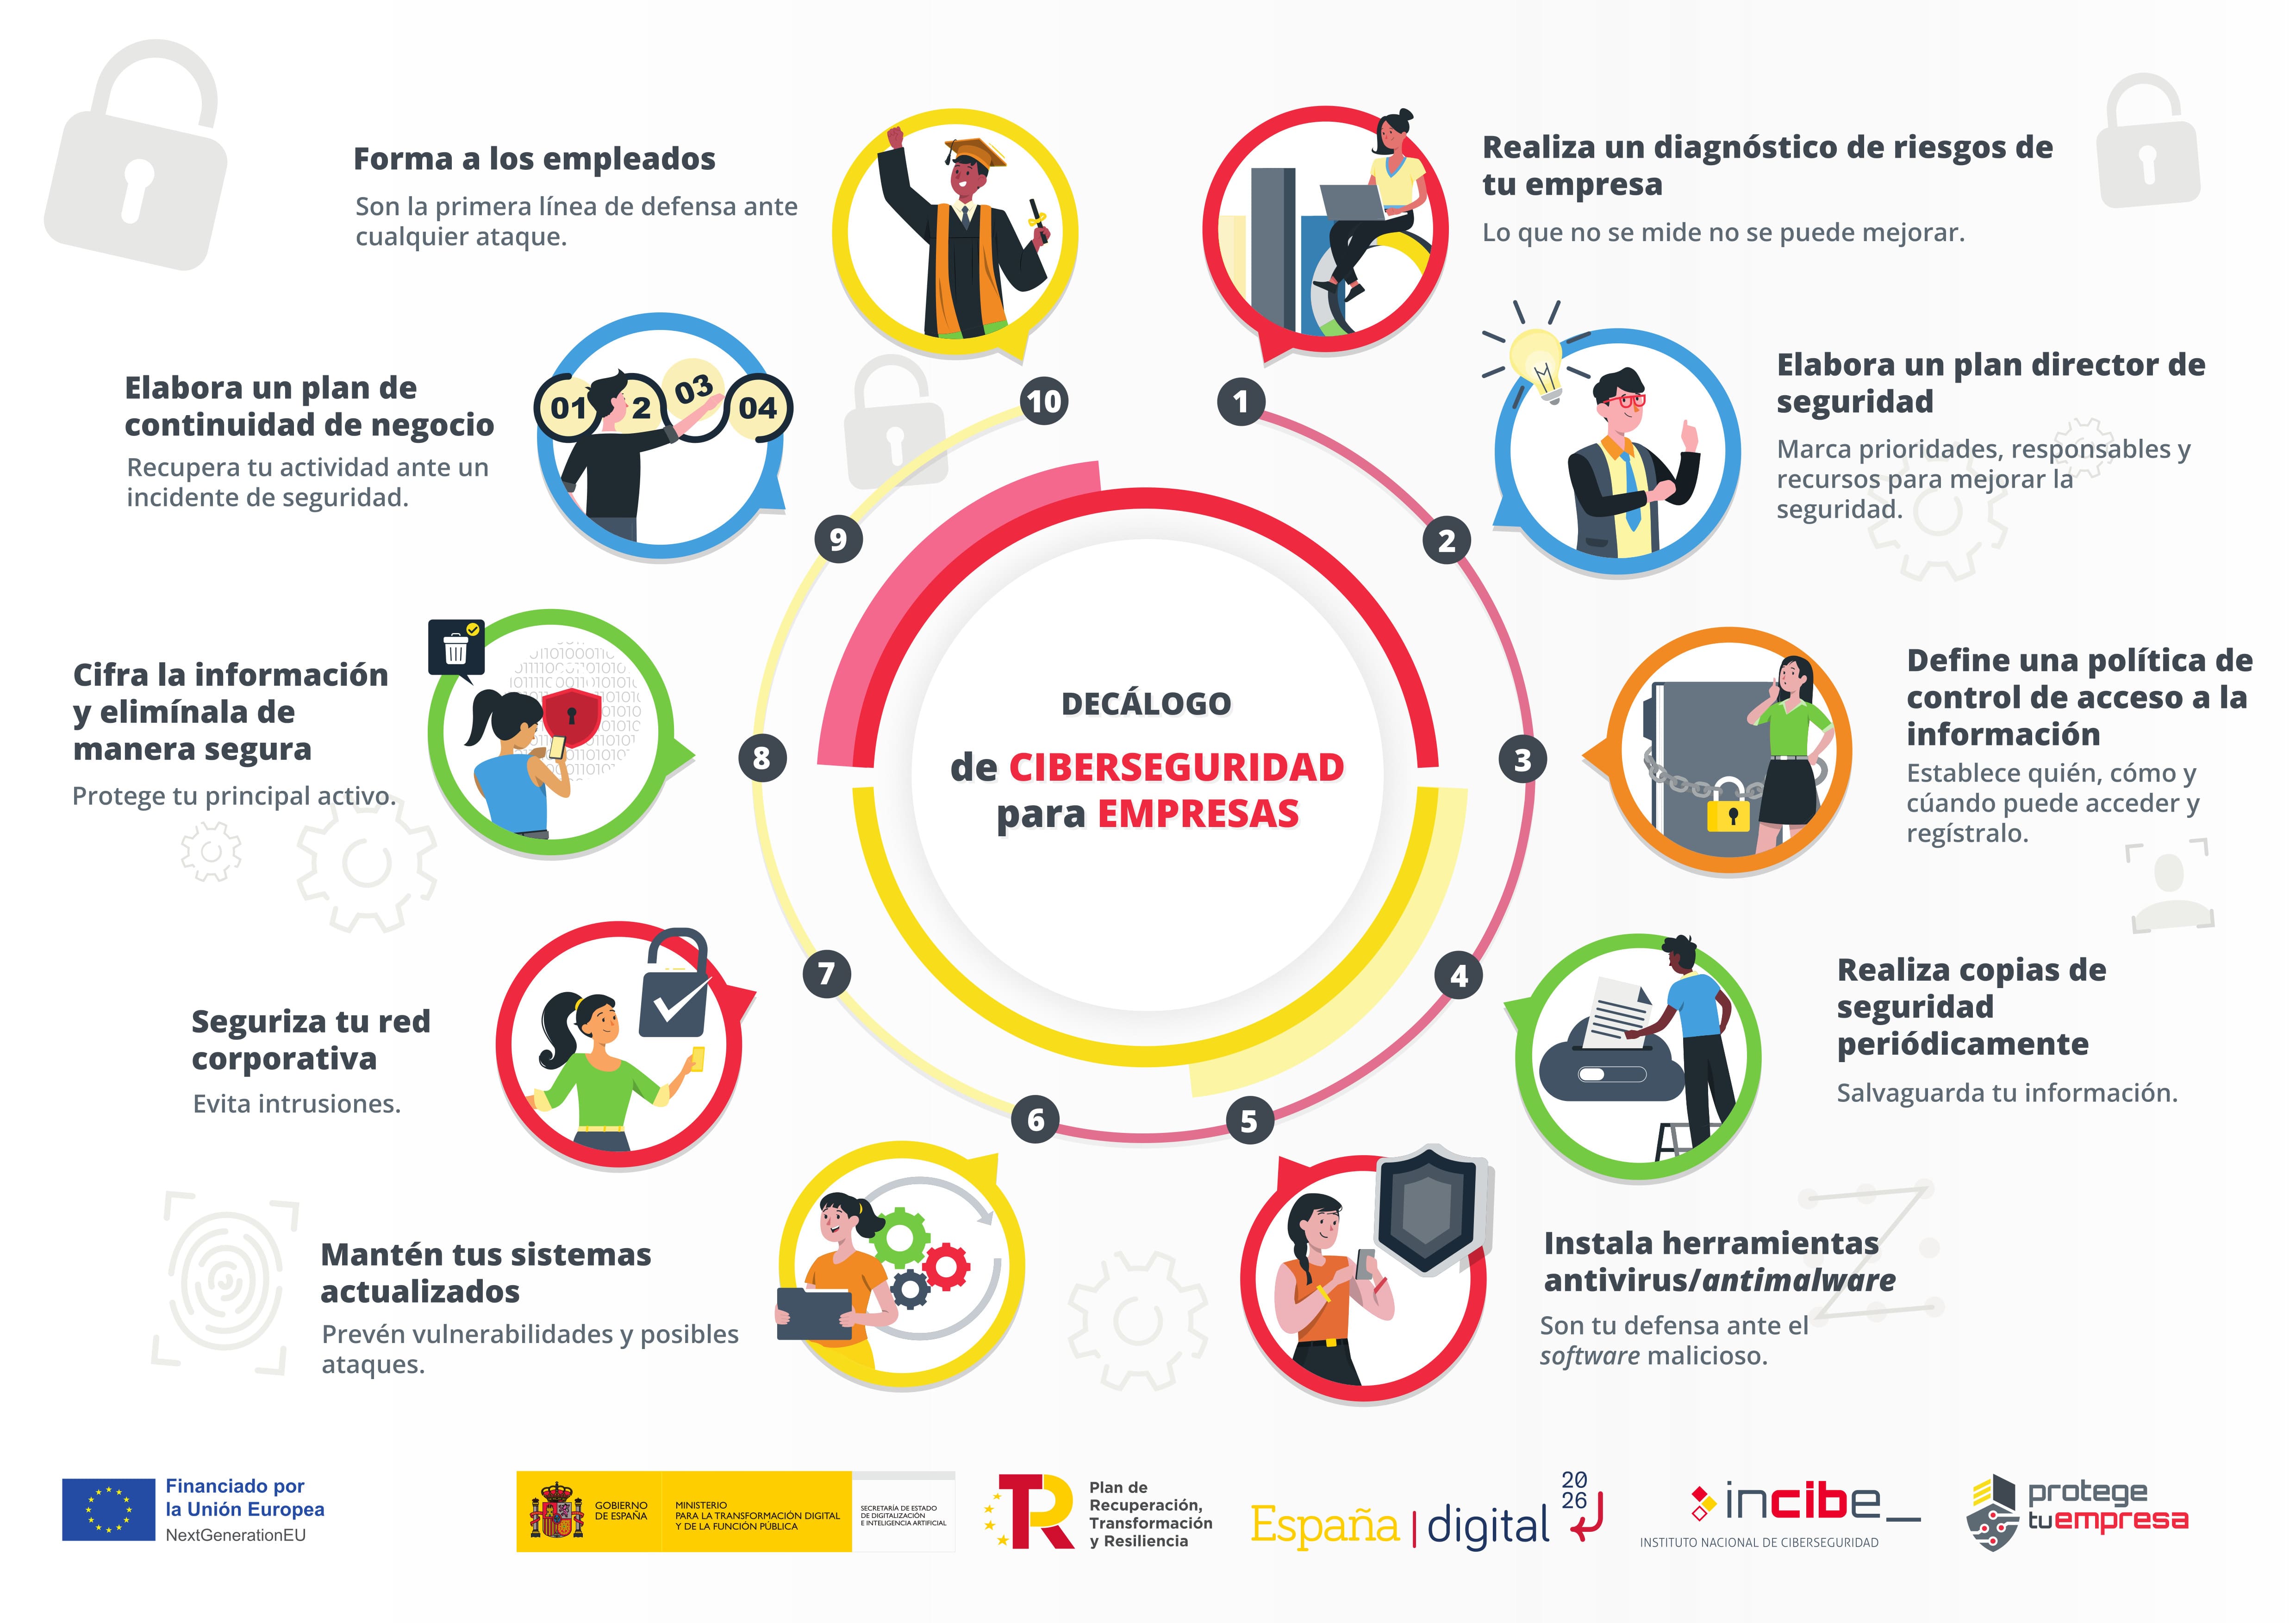 DECÁLOGO
de CIBERSEGURIDAD
para EMPRESAS
1
Realiza un diagnóstico de riesgos de
tu empresa
Lo que no se mide no se puede mejorar.
2
Elabora un plan director de
seguridad
Marca prioridades, responsables y
recursos para mejorar la
seguridad.
3
Define una política de
control de acceso a la
información
Establece quién, cómo y
cúando puede acceder y
regístralo.
4
Realiza copias de
seguridad
periódicamente
Salvaguarda tu información.
5
Instala herramientas
antivirus/antimalware
Son tu defensa ante el
software malicioso.
6
Mantén tus sistemas
actualizados
Prevén vulnerabilidades y posibles
ataques.
7
Seguriza tu red
corporativa
Evita intrusiones.
8
Cifra la información
y elimínala de
manera segura
Protege tu principal activo.
9
Elabora un plan de
continuidad de negocio
Recupera tu actividad ante un
incidente de seguridad.
01 2 03 04
10
Forma a los empleados
Son la primera línea de defensa ante
cualquier ataque.
Financiado por
la Unión Europea
NextGenerationEU
GOBIERNO
DE ESPAÑA
MINISTERIO
PARA LA TRANSFORMACIÓN DIGITAL
Y DE LA FUNCIÓN PÚBLICA
SECRETARÍA DE ESTADO
DE DIGITALIZACIÓN
E INTELIGENCIA ARTIFICIAL
TR
Plan de
Recuperación,
Transformación
y Resiliencia
España | digital
20
26
incibe_
INSTITUTO NACIONAL DE CIBERSEGURIDAD
protege
tuempresa